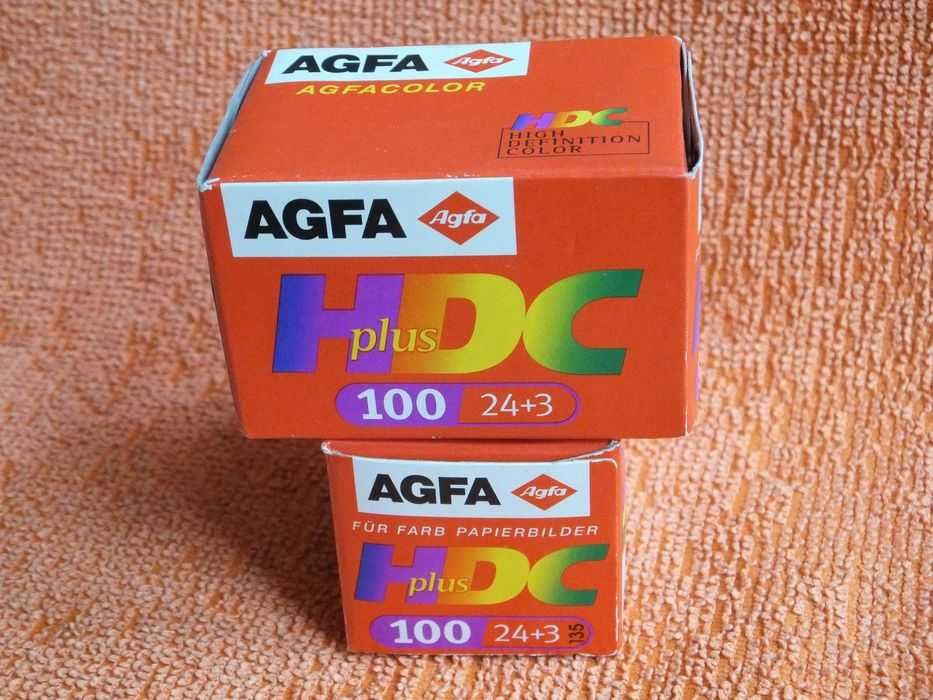 AGFA Agfa
AGFACOLOR
HDC
HIGH
DEFINITION
COLOR
AGFA Agfa
HDC
plus
100 24+3
AGFA Agfa
FÜR FARB PAPIERBILDER
HDC
plus
100 24+3 135